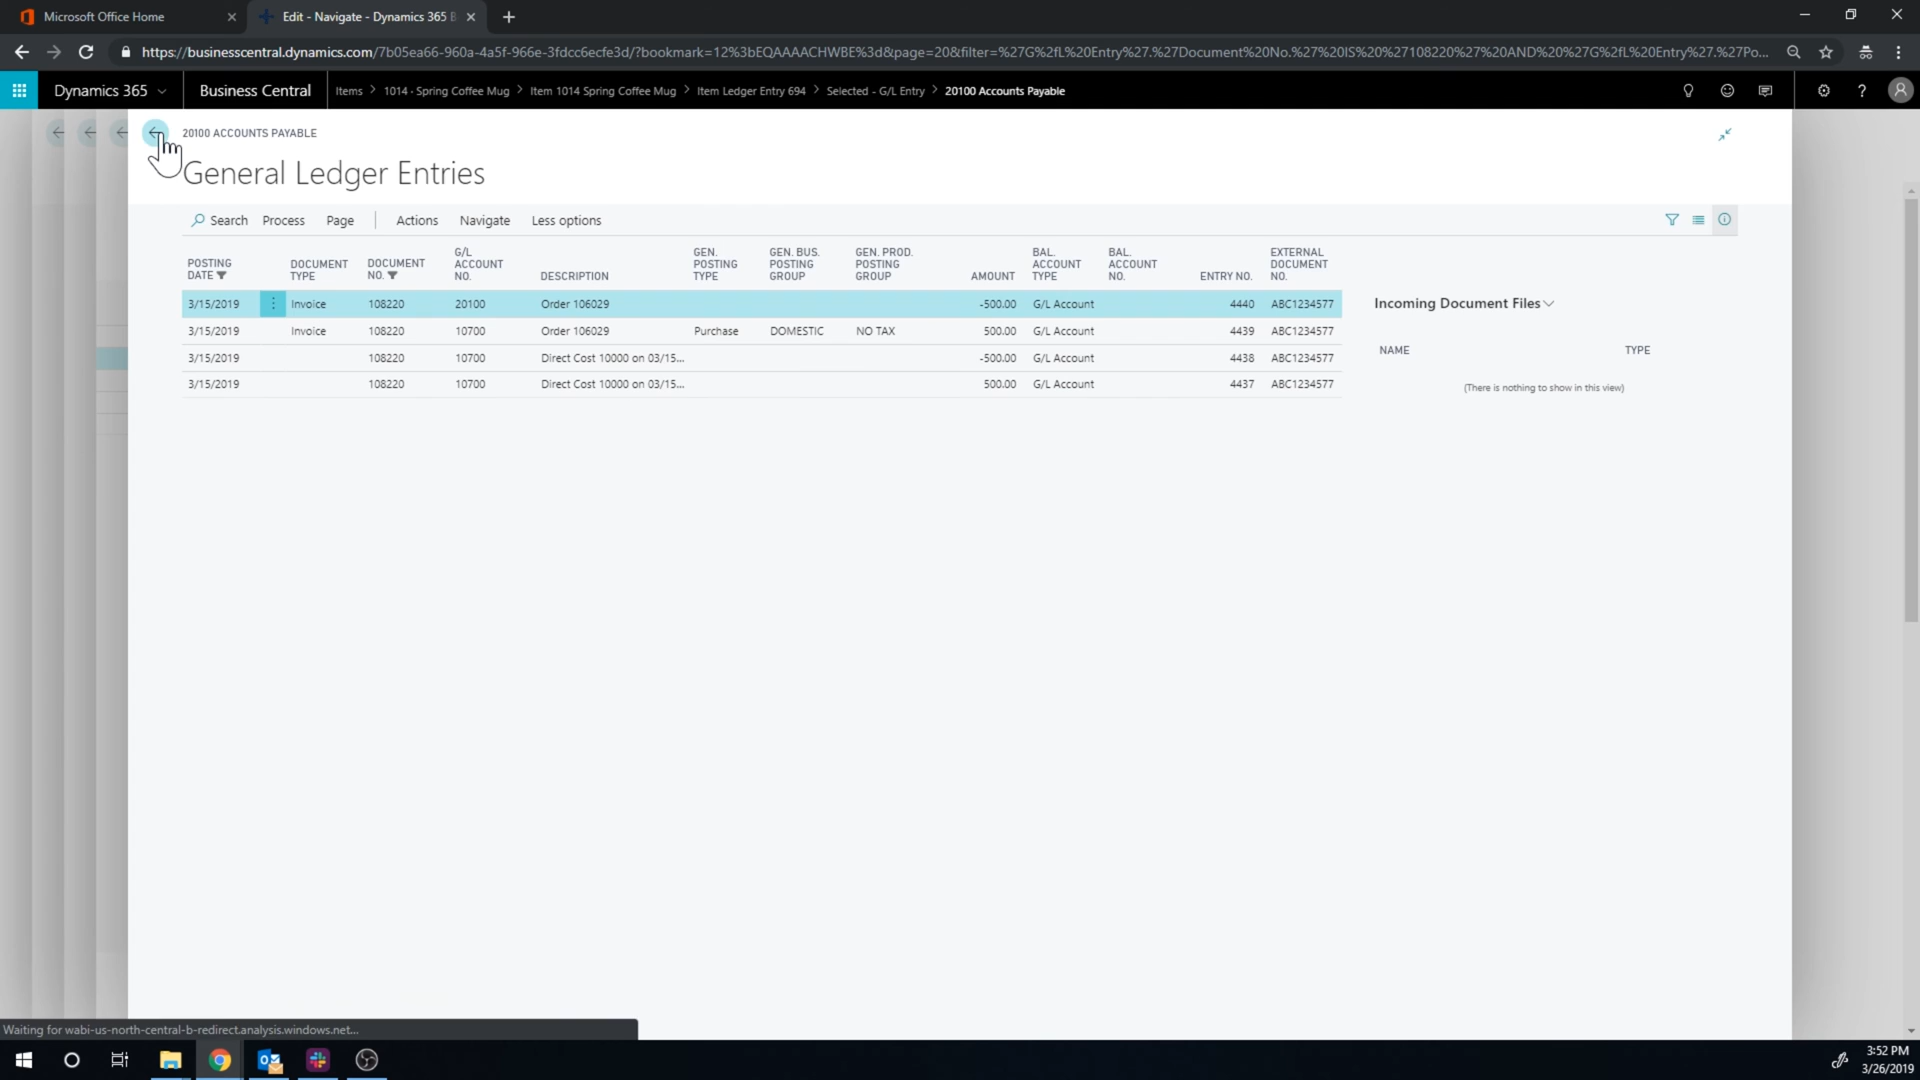 Microsoft Office Home
Edit - Navigate - Dynamics 365 B
https://businesscentral.dynamics.com/7b05ea66-960a-4a5f-966e-3fdcc6ecfe3d/?bookmark=12%3bEQAAAACHWBE%3d&page=20&filter=%27G%2fL%20Entry%27.%27Document%20No.%27%20IS%20%27108220%27%20AND%20%27G%2fL%20Entry%27.%27Po...
Dynamics 365
Business Central
Items > 1014 · Spring Coffee Mug > Item 1014 Spring Coffee Mug > Item Ledger Entry 694 > Selected - G/L Entry > 20100 Accounts Payable
20100 ACCOUNTS PAYABLE
General Ledger Entries
Search Process Page Actions Navigate Less options
POSTING DATE DOCUMENT TYPE DOCUMENT NO. G/L ACCOUNT NO. DESCRIPTION GEN. POSTING TYPE GEN. BUS. POSTING GROUP GEN. PROD. POSTING GROUP AMOUNT BAL. ACCOUNT TYPE BAL. ACCOUNT NO. ENTRY NO. EXTERNAL DOCUMENT NO.
3/15/2019 Invoice 108220 20100 Order 106029 -500.00 G/L Account 4440 ABC1234577
3/15/2019 Invoice 108220 10700 Order 106029 Purchase DOMESTIC NO TAX 500.00 G/L Account 4439 ABC1234577
3/15/2019 108220 10700 Direct Cost 10000 on 03/15... -500.00 G/L Account 4438 ABC1234577
3/15/2019 108220 10700 Direct Cost 10000 on 03/15... 500.00 G/L Account 4437 ABC1234577
Incoming Document Files
NAME TYPE
(There is nothing to show in this view)
Waiting for wabi-us-north-central-b-redirect.analysis.windows.net...
3:52 PM
3/26/2019